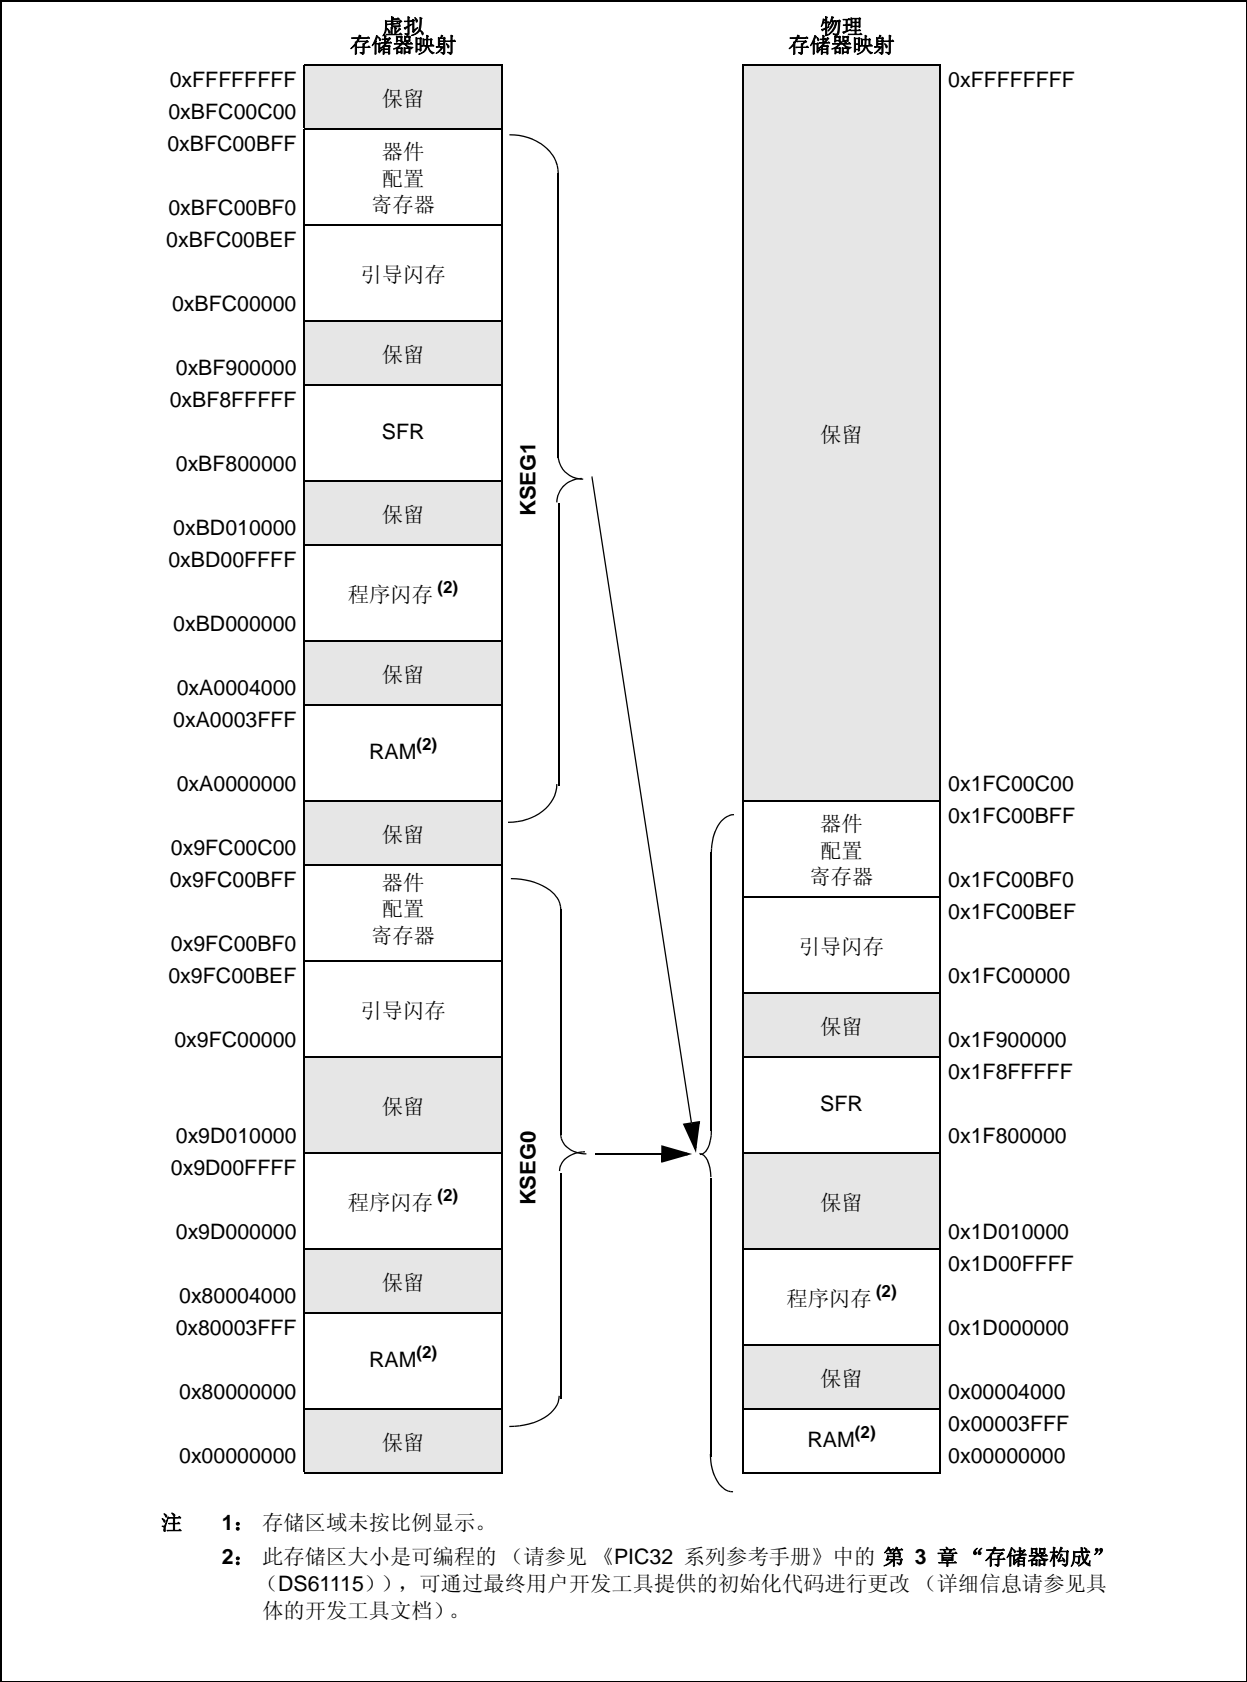 虚拟
存储器映射
0xFFFFFFFF
保留
0xBFC00C00
0xBFC00BFF
器件
配置
寄存器
0xBFC00BF0
0xBFC00BEF
引导闪存
0xBFC00000
保留
0xBF900000
0xBF8FFFFF
SFR
0xBF800000
保留
0xBD010000
0xBD00FFFF
程序闪存 (2)
0xBD000000
保留
0xA0004000
0xA0003FFF
RAM(2)
0xA0000000
保留
0x9FC00C00
0x9FC00BFF
器件
配置
寄存器
0x9FC00BF0
0x9FC00BEF
引导闪存
0x9FC00000
保留
0x9D010000
0x9D00FFFF
程序闪存 (2)
0x9D000000
保留
0x80004000
0x80003FFF
RAM(2)
0x80000000
保留
0x00000000
KSEG1
KSEG0
物理
存储器映射
0xFFFFFFFF
保留
0x1FC00C00
0x1FC00BFF
器件
配置
寄存器
0x1FC00BF0
0x1FC00BEF
引导闪存
0x1FC00000
保留
0x1F900000
0x1F8FFFFF
SFR
0x1F800000
保留
0x1D010000
0x1D00FFFF
程序闪存 (2)
0x1D000000
保留
0x00004000
0x00003FFF
RAM(2)
0x00000000
注 1： 存储区域未按比例显示。
2： 此存储区大小是可编程的 （请参见 《PIC32 系列参考手册》中的 第 3 章 “存储器构成”
（DS61115）），可通过最终用户开发工具提供的初始化代码进行更改 （详细信息请参见具
体的开发工具文档）。